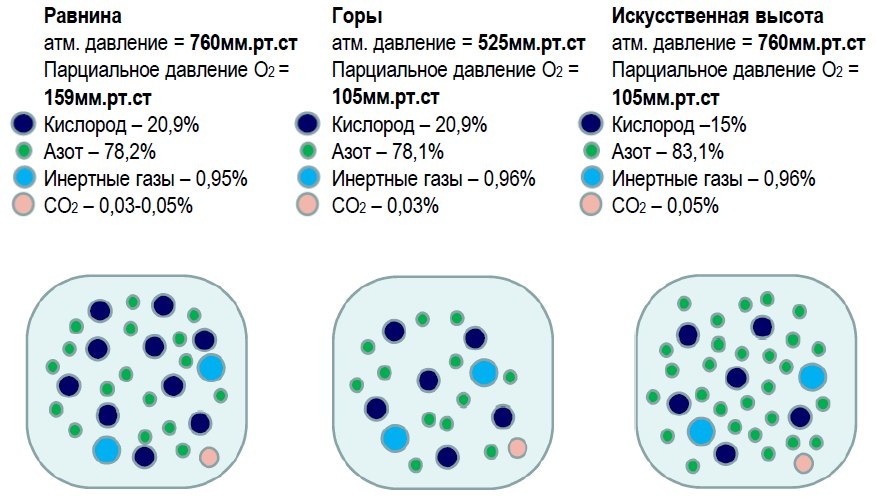 Равнина
атм. давление = 760мм.рт.ст
Парциальное давление O2 =
159мм.рт.ст
Кислород – 20,9%
Азот – 78,2%
Инертные газы – 0,95%
CO2 – 0,03-0,05%
Горы
атм. давление = 525мм.рт.ст
Парциальное давление O2 =
105мм.рт.ст
Кислород – 20,9%
Азот – 78,1%
Инертные газы – 0,96%
CO2 – 0,03%
Искусственная высота
атм. давление = 760мм.рт.ст
Парциальное давление O2 =
105мм.рт.ст
Кислород –15%
Азот – 83,1%
Инертные газы – 0,96%
CO2 – 0,05%